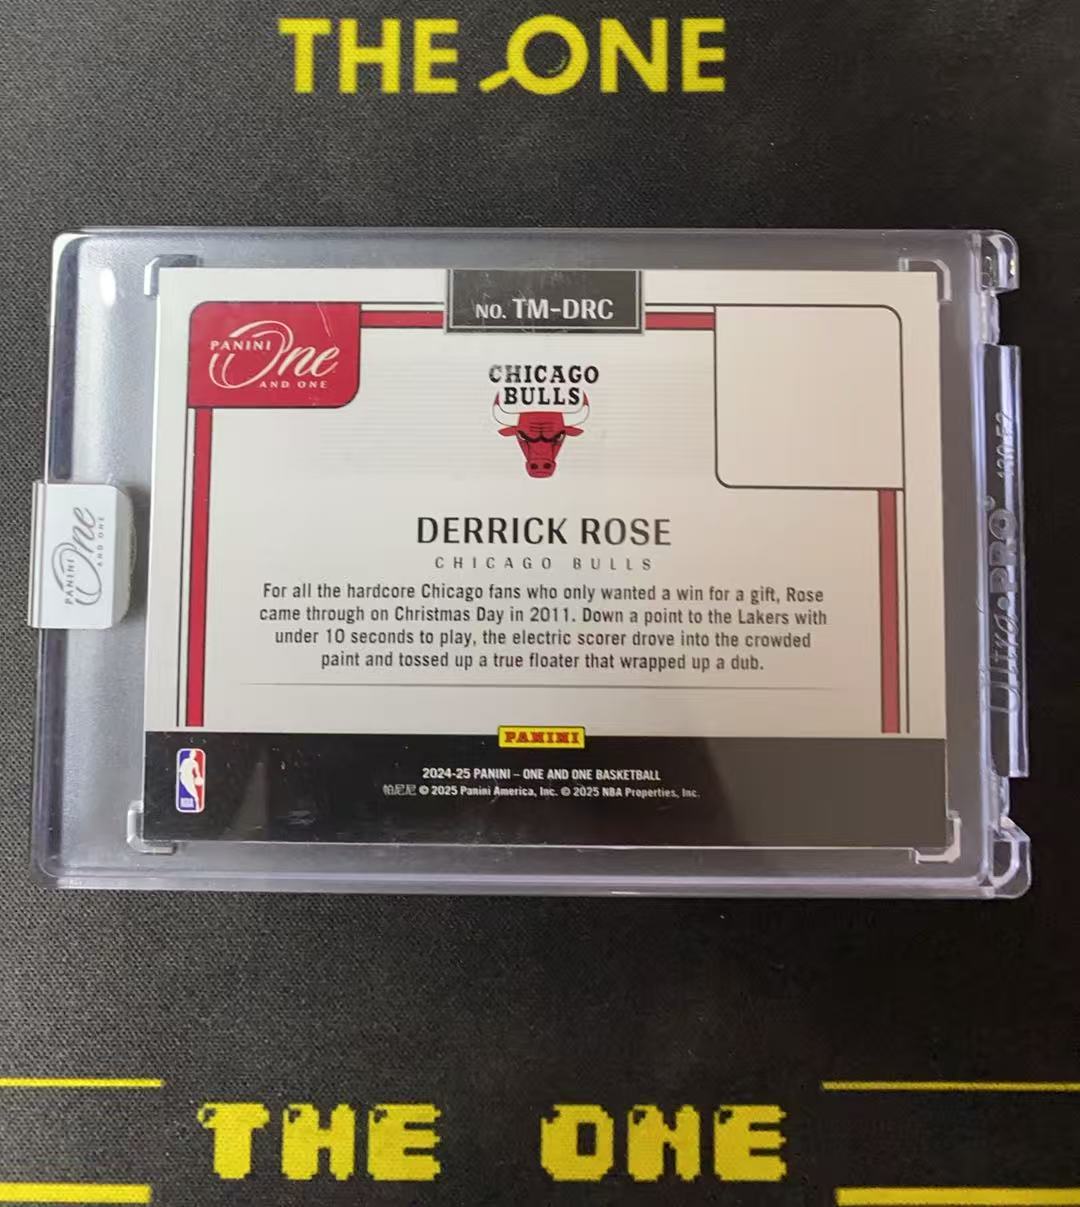 THE ONE
NO. TM-DRC
PANINI
One
AND ONE
CHICAGO
BULLS
DERRICK ROSE
CHICAGO BULLS
For all the hardcore Chicago fans who only wanted a win for a gift, Rose
came through on Christmas Day in 2011. Down a point to the Lakers with
under 10 seconds to play, the electric scorer drove into the crowded
paint and tossed up a true floater that wrapped up a dub.
PANINI
NBA
2024-25 PANINI – ONE AND ONE BASKETBALL
帕尼尼 © 2025 Panini America, Inc. © 2025 NBA Properties, Inc.
PANINI
One
AND ONE
Ultra•PRO
THE ONE